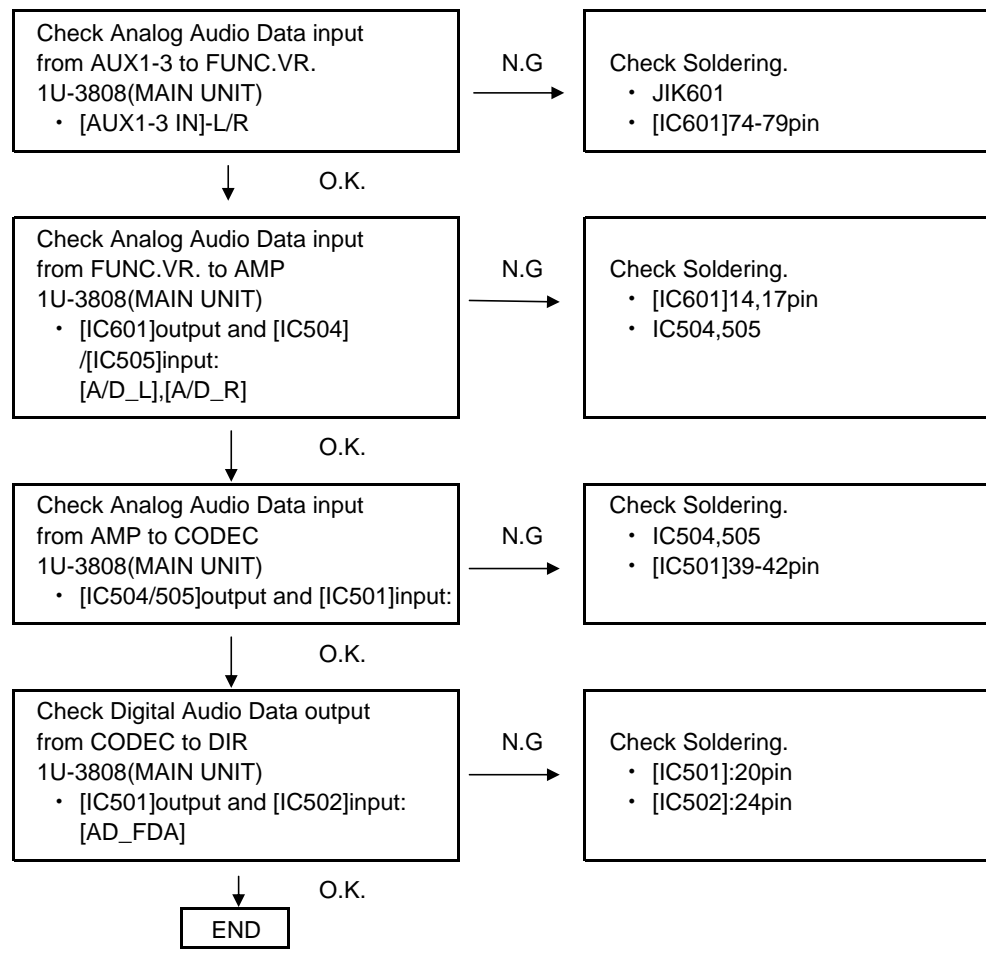 Check Analog Audio Data input
from AUX1-3 to FUNC.VR.
1U-3808(MAIN UNIT)
・ [AUX1-3 IN]-L/R
N.G
Check Soldering.
・ JIK601
・ [IC601]74-79pin
O.K.
Check Analog Audio Data input
from FUNC.VR. to AMP
1U-3808(MAIN UNIT)
・ [IC601]output and [IC504]
/[IC505]input:
[A/D_L],[A/D_R]
N.G
Check Soldering.
・ [IC601]14,17pin
・ IC504,505
O.K.
Check Analog Audio Data input
from AMP to CODEC
1U-3808(MAIN UNIT)
・ [IC504/505]output and [IC501]input:
N.G
Check Soldering.
・ IC504,505
・ [IC501]39-42pin
O.K.
Check Digital Audio Data output
from CODEC to DIR
1U-3808(MAIN UNIT)
・ [IC501]output and [IC502]input:
[AD_FDA]
N.G
Check Soldering.
・ [IC501]:20pin
・ [IC502]:24pin
O.K.
END